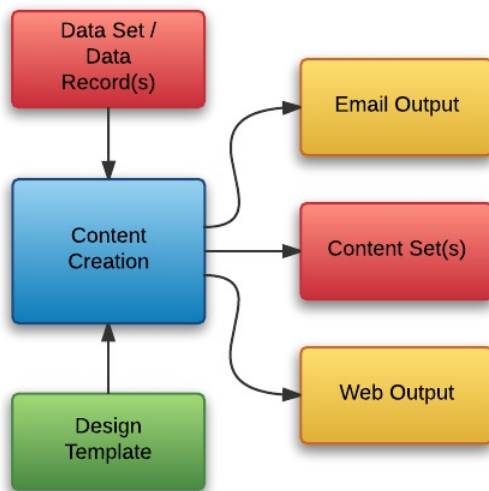 Data Set /
Data
Record(s)
Email Output
Content
Creation
Content Set(s)
Web Output
Design
Template